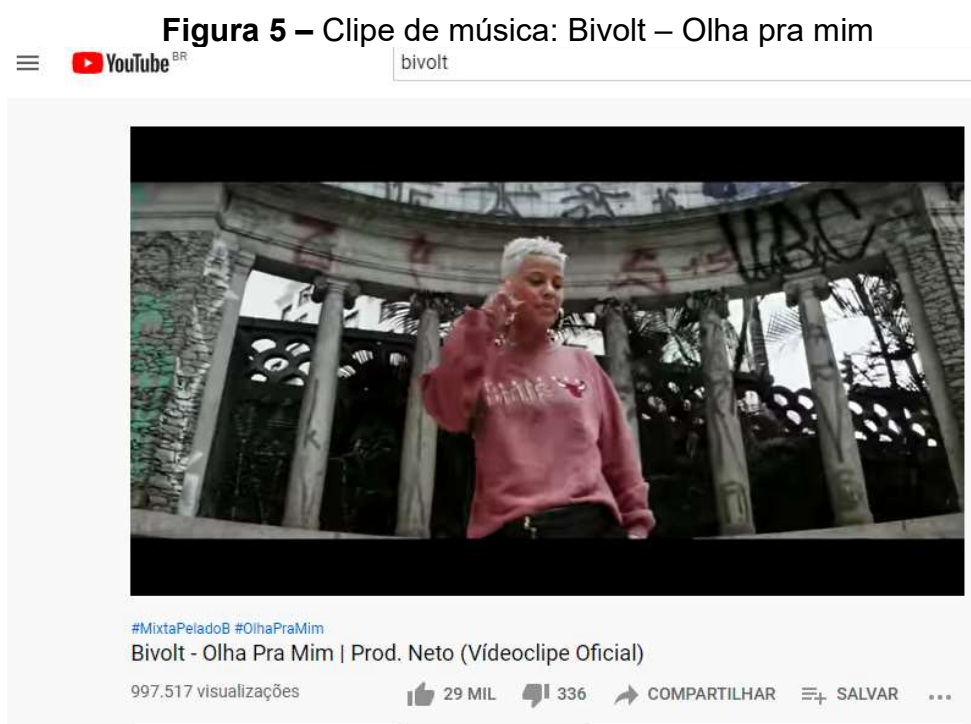 Figura 5 – Clipe de música: Bivolt – Olha pra mim
YouTube BR
bivolt
UBC
#MixtaPeladoB #OlhaPraMim
Bivolt - Olha Pra Mim | Prod. Neto (Vídeoclipe Oficial)
997.517 visualizações 29 MIL 336 COMPARTILHAR SALVAR